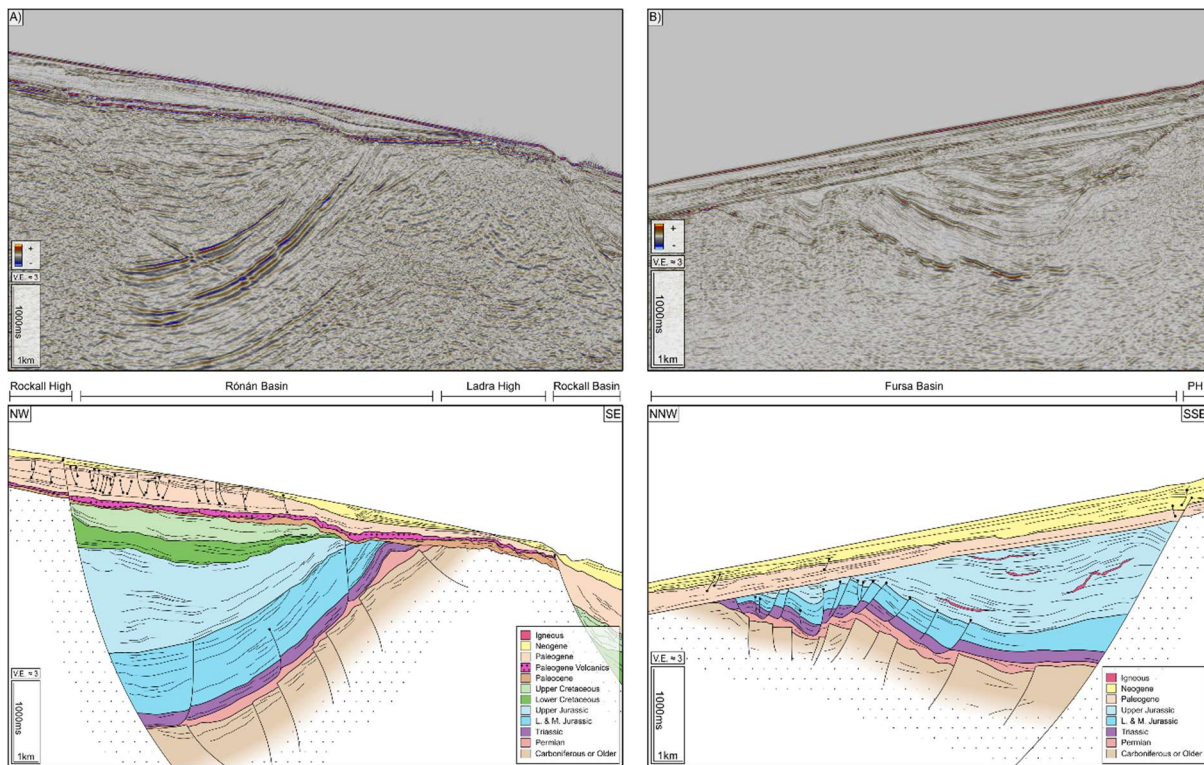 A)
+
-
V.E. ≈ 3
1000ms
1km
B)
+
-
V.E. ≈ 3
1000ms
1km
Rockall High
Rónán Basin
Ladra High
Rockall Basin
NW
SE
V.E. ≈ 3
1000ms
1km
Igneous
Neogene
Paleogene
Paleogene Volcanics
Paleocene
Upper Cretaceous
Lower Cretaceous
Upper Jurassic
L. & M. Jurassic
Triassic
Permian
Carboniferous or Older
Fursa Basin
PH
NNW
SSE
V.E. ≈ 3
1000ms
1km
Igneous
Neogene
Paleogene
Upper Jurassic
L. & M. Jurassic
Triassic
Permian
Carboniferous or Older